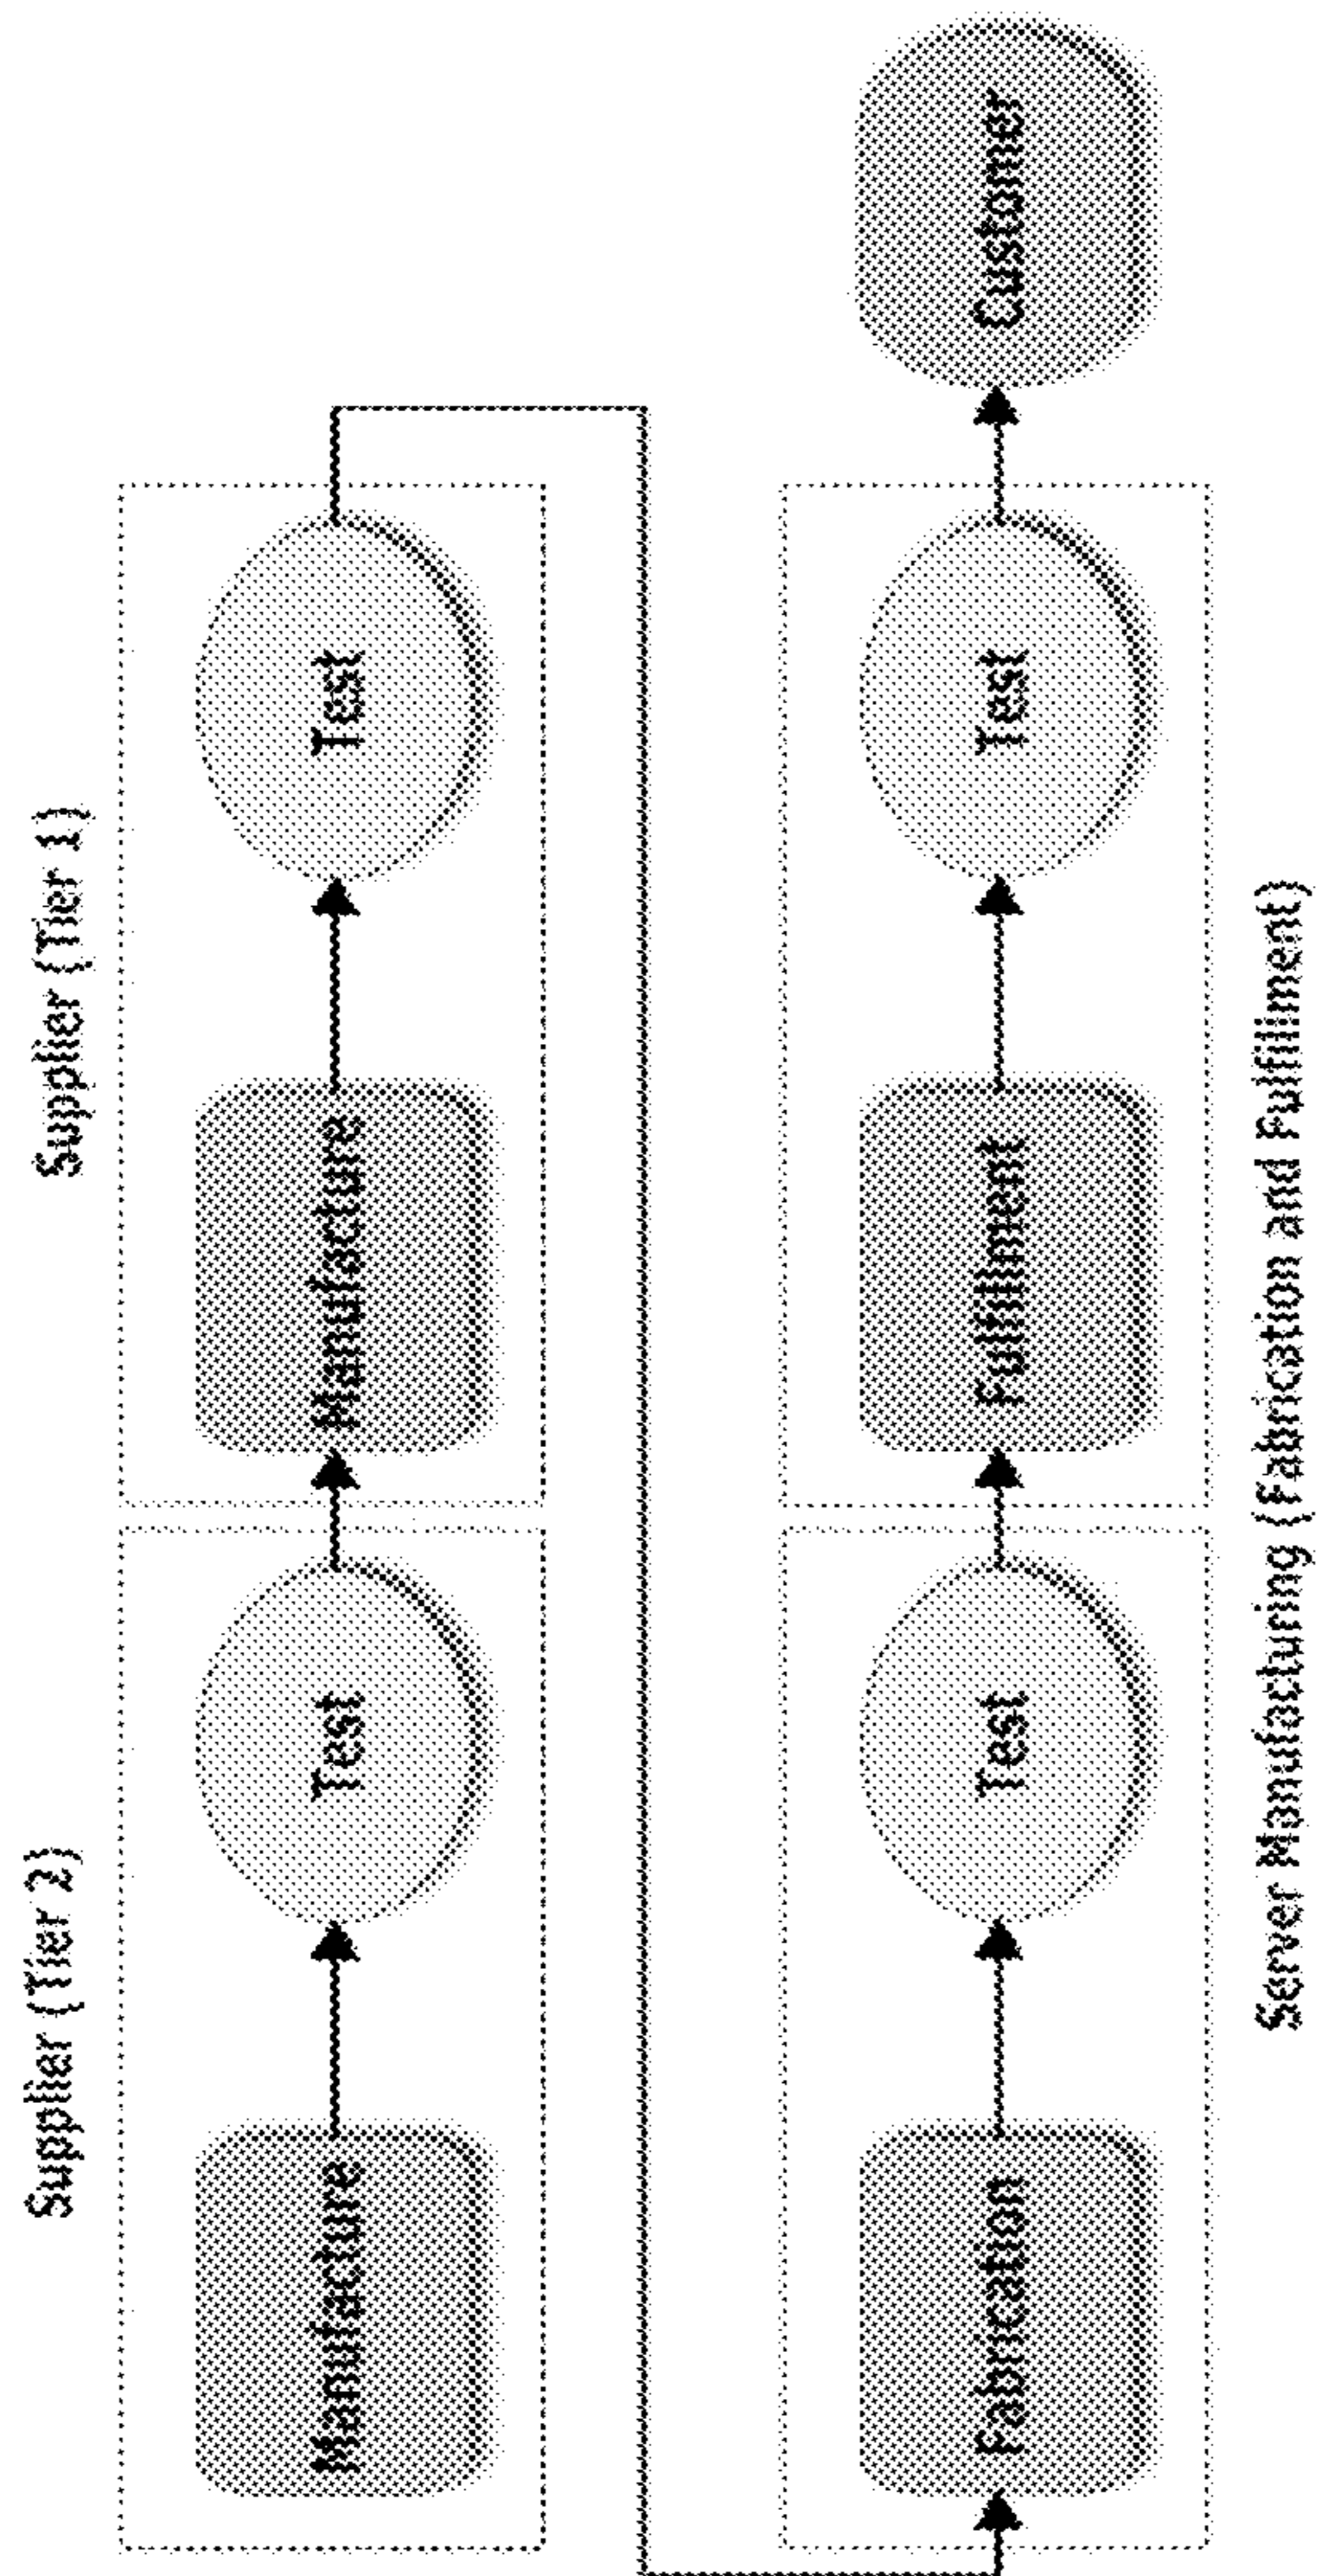 Supplier (Tier 2)
Supplier (Tier 1)
Manufacture
Test
Manufacture
Test
Fabrication
Test
Fulfillment
Test
Customer
Server Manufacturing (Fabrication and Fulfillment)